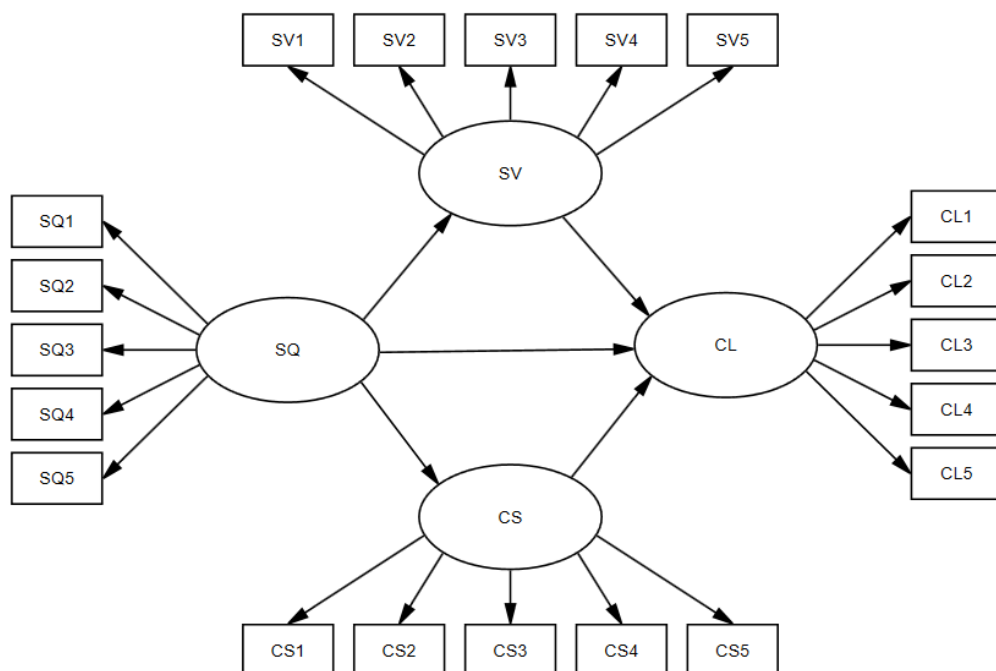 SV1 SV2 SV3 SV4 SV5
SV
SQ1
SQ2
SQ3
SQ4
SQ5
SQ
CL
CL1
CL2
CL3
CL4
CL5
CS
CS1 CS2 CS3 CS4 CS5